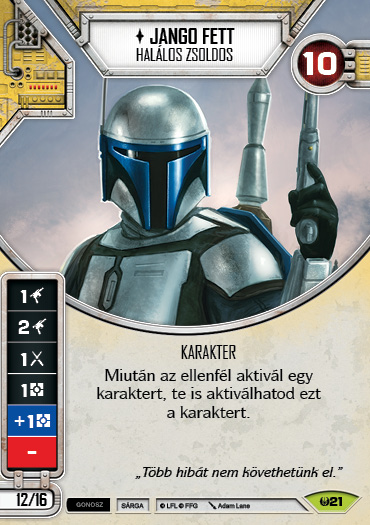 JANGO FETT
HALÁLOS ZSOLDOS
10
1
2
1
1
+1
-
KARAKTER
Miután az ellenfél aktivál egy
karaktert, te is aktiválhatod ezt
a karaktert.
„Több hibát nem követhetünk el.”
12/16
GONOSZ
SÁRGA
© LFL © FFG
Adam Lane
21